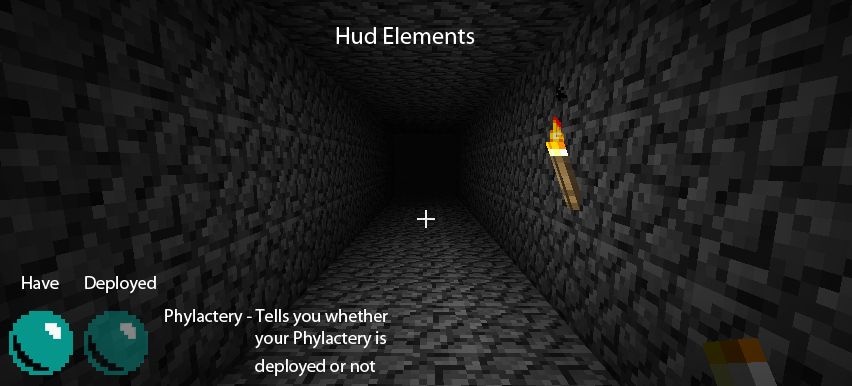 Hud Elements
Have Deployed
Phylactery - Tells you whether
your Phylactery is
deployed or not